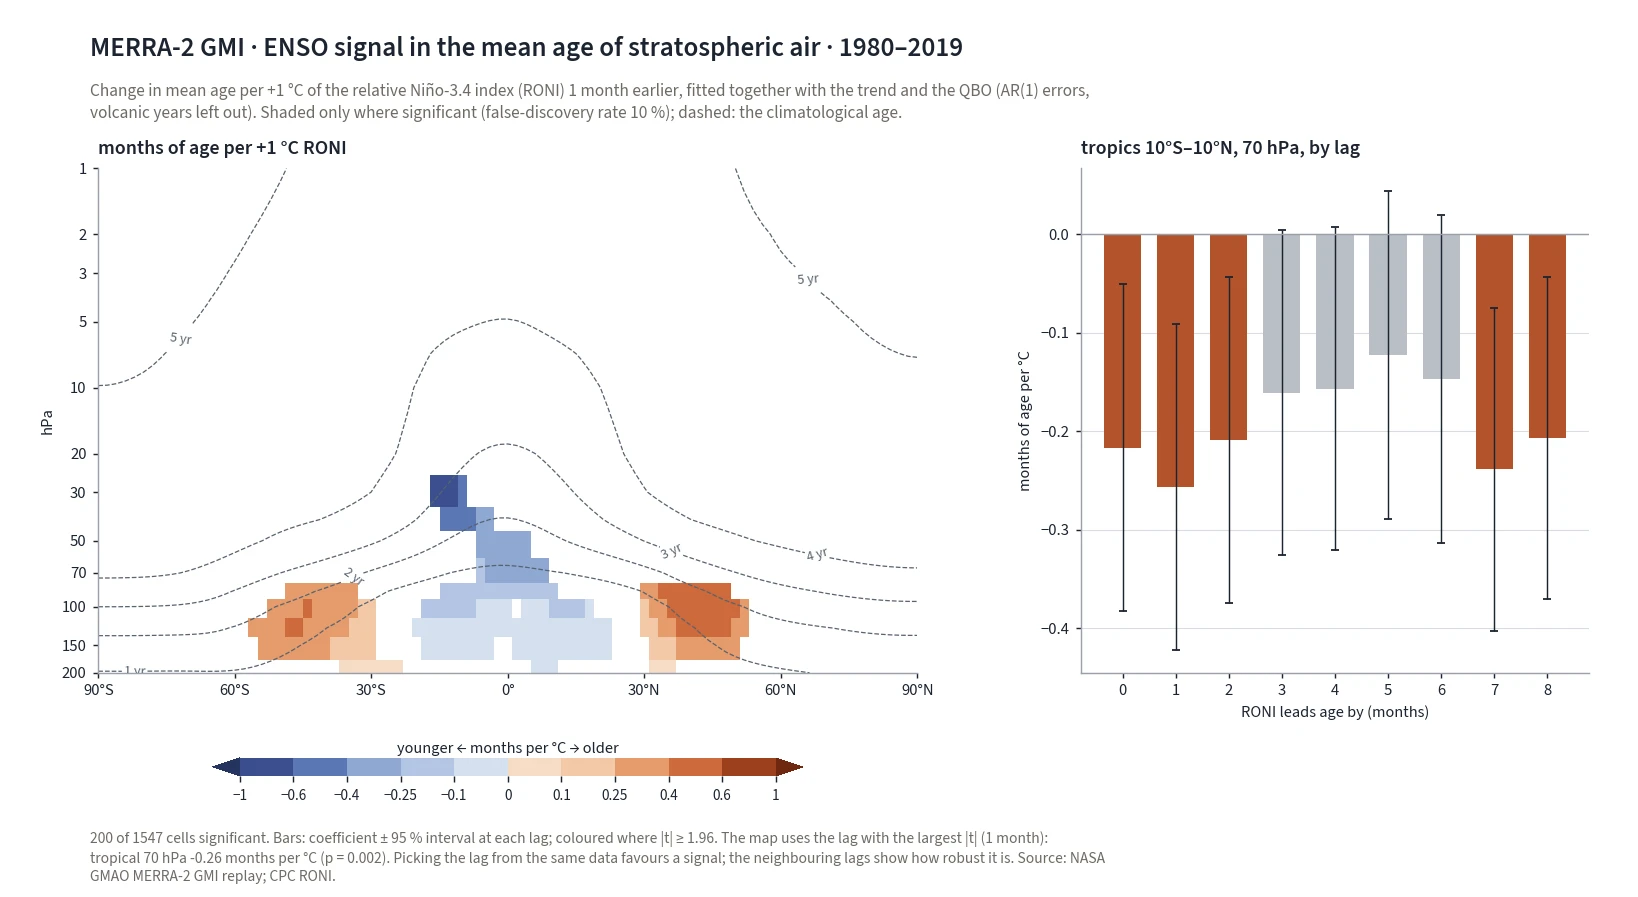 MERRA-2 GMI · ENSO signal in the mean age of stratospheric air · 1980–2019
Change in mean age per +1 °C of the relative Niño-3.4 index (RONI) 1 month earlier, fitted together with the trend and the QBO (AR(1) errors,
volcanic years left out). Shaded only where significant (false-discovery rate 10 %); dashed: the climatological age.
months of age per +1 °C RONI
hPa
1
2
3
5
10
20
30
50
70
100
150
200
5 yr
5 yr
4 yr
3 yr
2 yr
1 yr
90°S
60°S
30°S
0°
30°N
60°N
90°N
younger ← months per °C → older
−1
−0.6
−0.4
−0.25
−0.1
0
0.1
0.25
0.4
0.6
1
tropics 10°S–10°N, 70 hPa, by lag
months of age per °C
0.0
−0.1
−0.2
−0.3
−0.4
0
1
2
3
4
5
6
7
8
RONI leads age by (months)
200 of 1547 cells significant. Bars: coefficient ± 95 % interval at each lag; coloured where |t| ≥ 1.96. The map uses the lag with the largest |t| (1 month):
tropical 70 hPa -0.26 months per °C (p = 0.002). Picking the lag from the same data favours a signal; the neighbouring lags show how robust it is. Source: NASA
GMAO MERRA-2 GMI replay; CPC RONI.